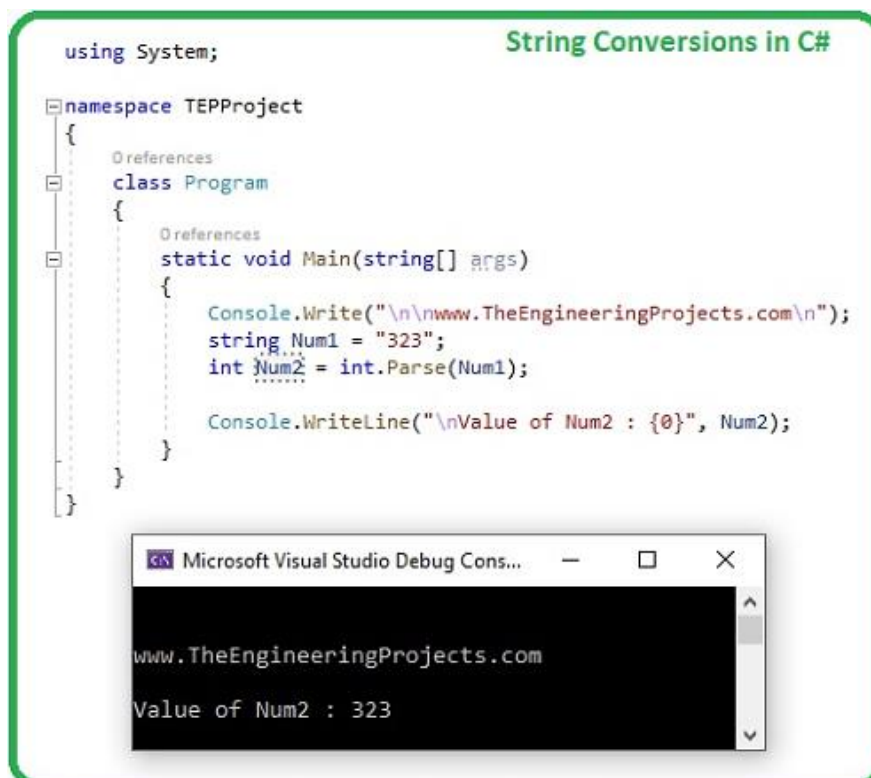 String Conversions in C#
using System;
namespace TEPProject
{
0 references
class Program
{
0 references
static void Main(string[] args)
{
Console.Write("\n\nwww.TheEngineeringProjects.com\n");
string Num1 = "323";
int Num2 = int.Parse(Num1);
Console.WriteLine("\nValue of Num2 : {0}", Num2);
}
}
}
C:\ Microsoft Visual Studio Debug Cons...
www.TheEngineeringProjects.com
Value of Num2 : 323